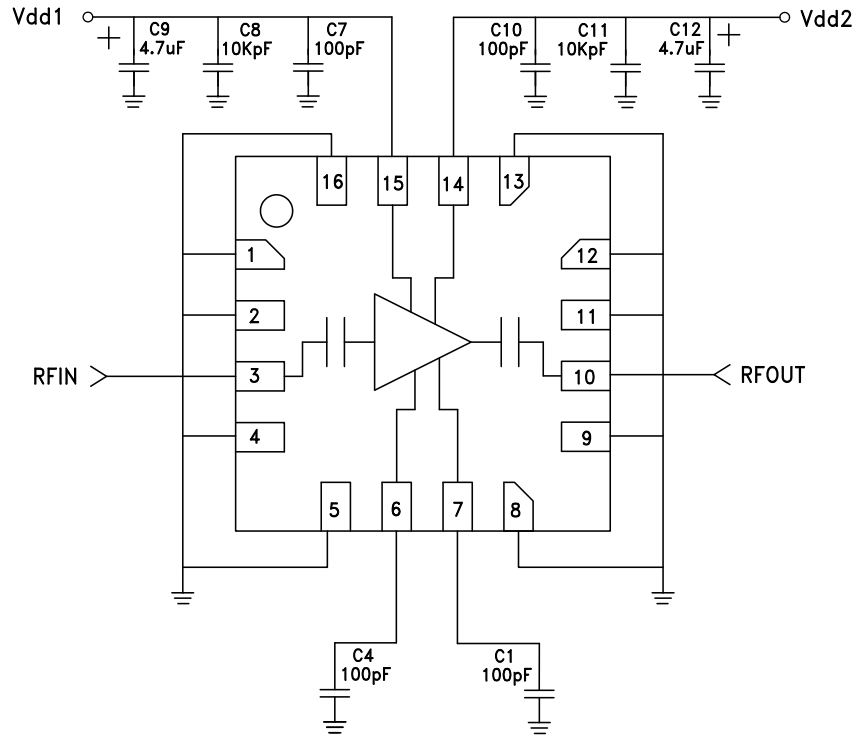 Vdd1
C9
4.7uF
C8
10KpF
C7
100pF
C10
100pF
C11
10KpF
C12
4.7uF
Vdd2
+
+
16
15
14
13
1
12
2
11
RFIN
3
10
RFOUT
4
9
5
6
7
8
C4
100pF
C1
100pF